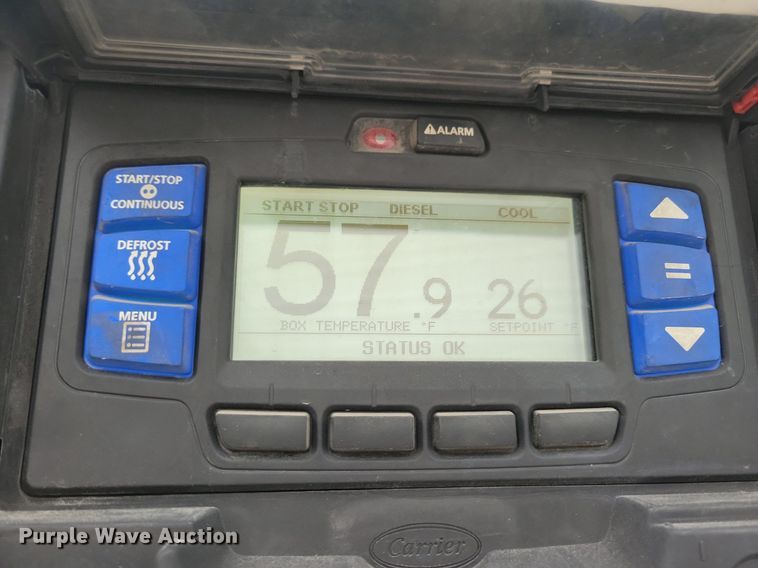 ALARM
START/STOP
CONTINUOUS
DEFROST
MENU
START STOP DIESEL COOL
57.9 26
BOX TEMPERATURE °F SETPOINT °F
STATUS OK
Carrier
Purple Wave Auction